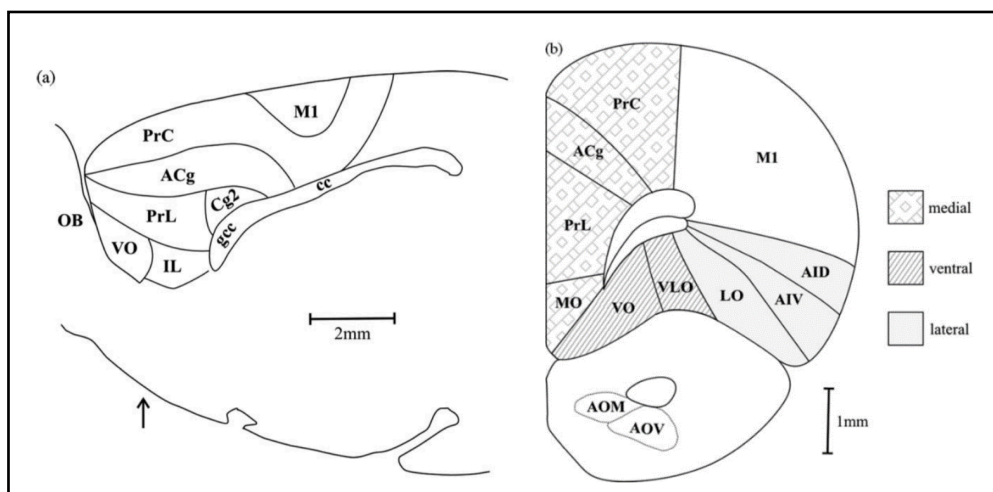 (a)
M1
PrC
ACg
Cg2
cc
OB
PrL
gcc
VO
IL
2mm
(b)
PrC
ACg
M1
PrL
MO
VO
VLO
LO
AIV
AID
AOM
AOV
1mm
medial
ventral
lateral